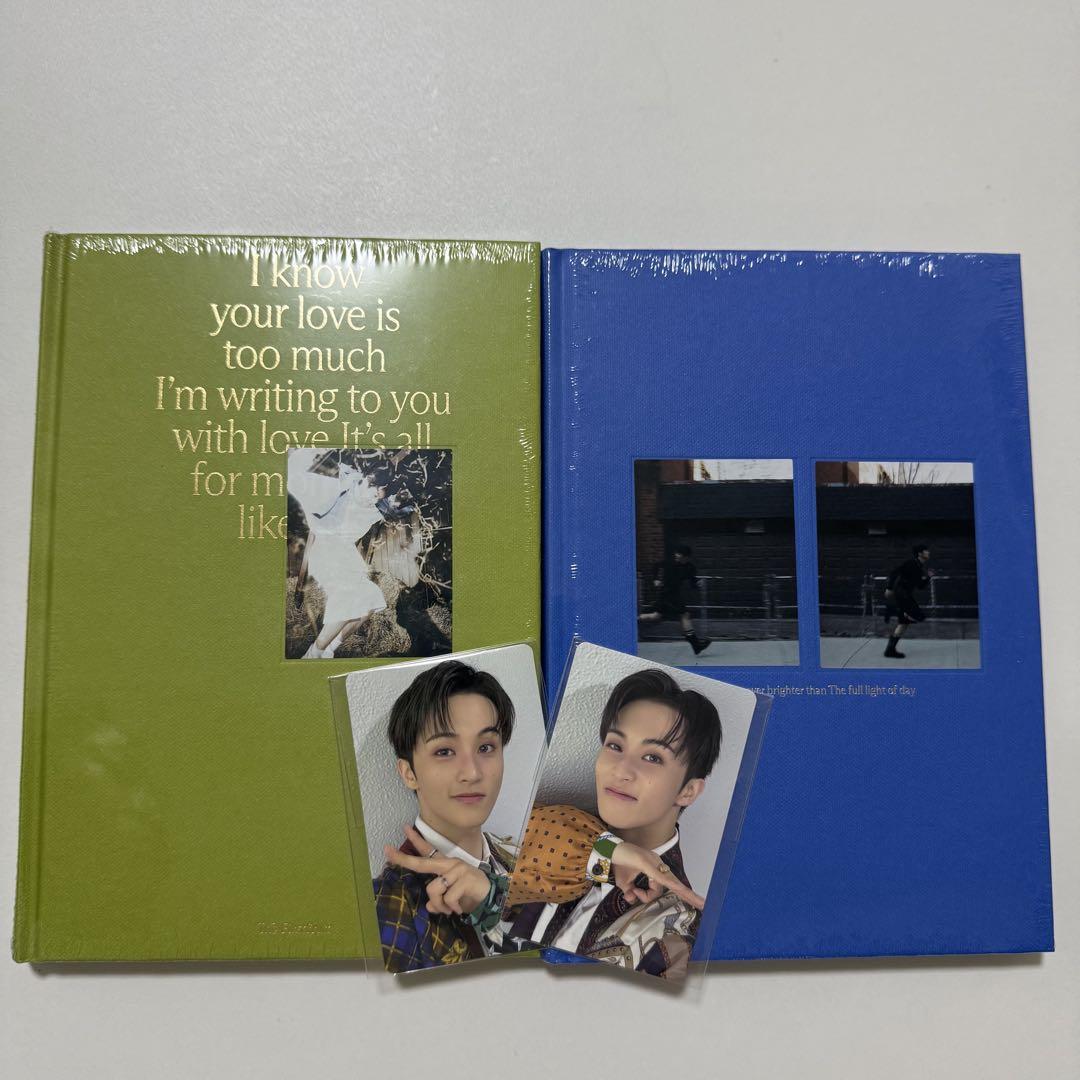 I know
your love is
too much
I'm writing to you
with love It's all
for
like
brighter than The full light of day